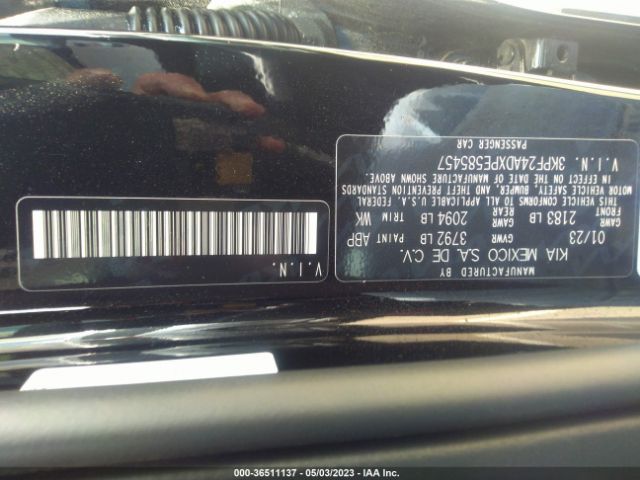 MANUFACTURED BY
KIA MEXICO S.A. DE C.V.
01/23 GVWR 3792 LB PAINT ABP
GAWR FRONT 2183 LB GAWR REAR 2094 LB TRIM WK
THIS VEHICLE CONFORMS TO ALL APPLICABLE U.S.A. FEDERAL
MOTOR VEHICLE SAFETY, BUMPER, AND THEFT PREVENTION STANDARDS
IN EFFECT ON THE DATE OF MANUFACTURE SHOWN ABOVE.
V.I.N. 3KPF24ADXPE585457
PASSENGER CAR
V.I.N.
000-36511137 - 05/03/2023 - IAA Inc.